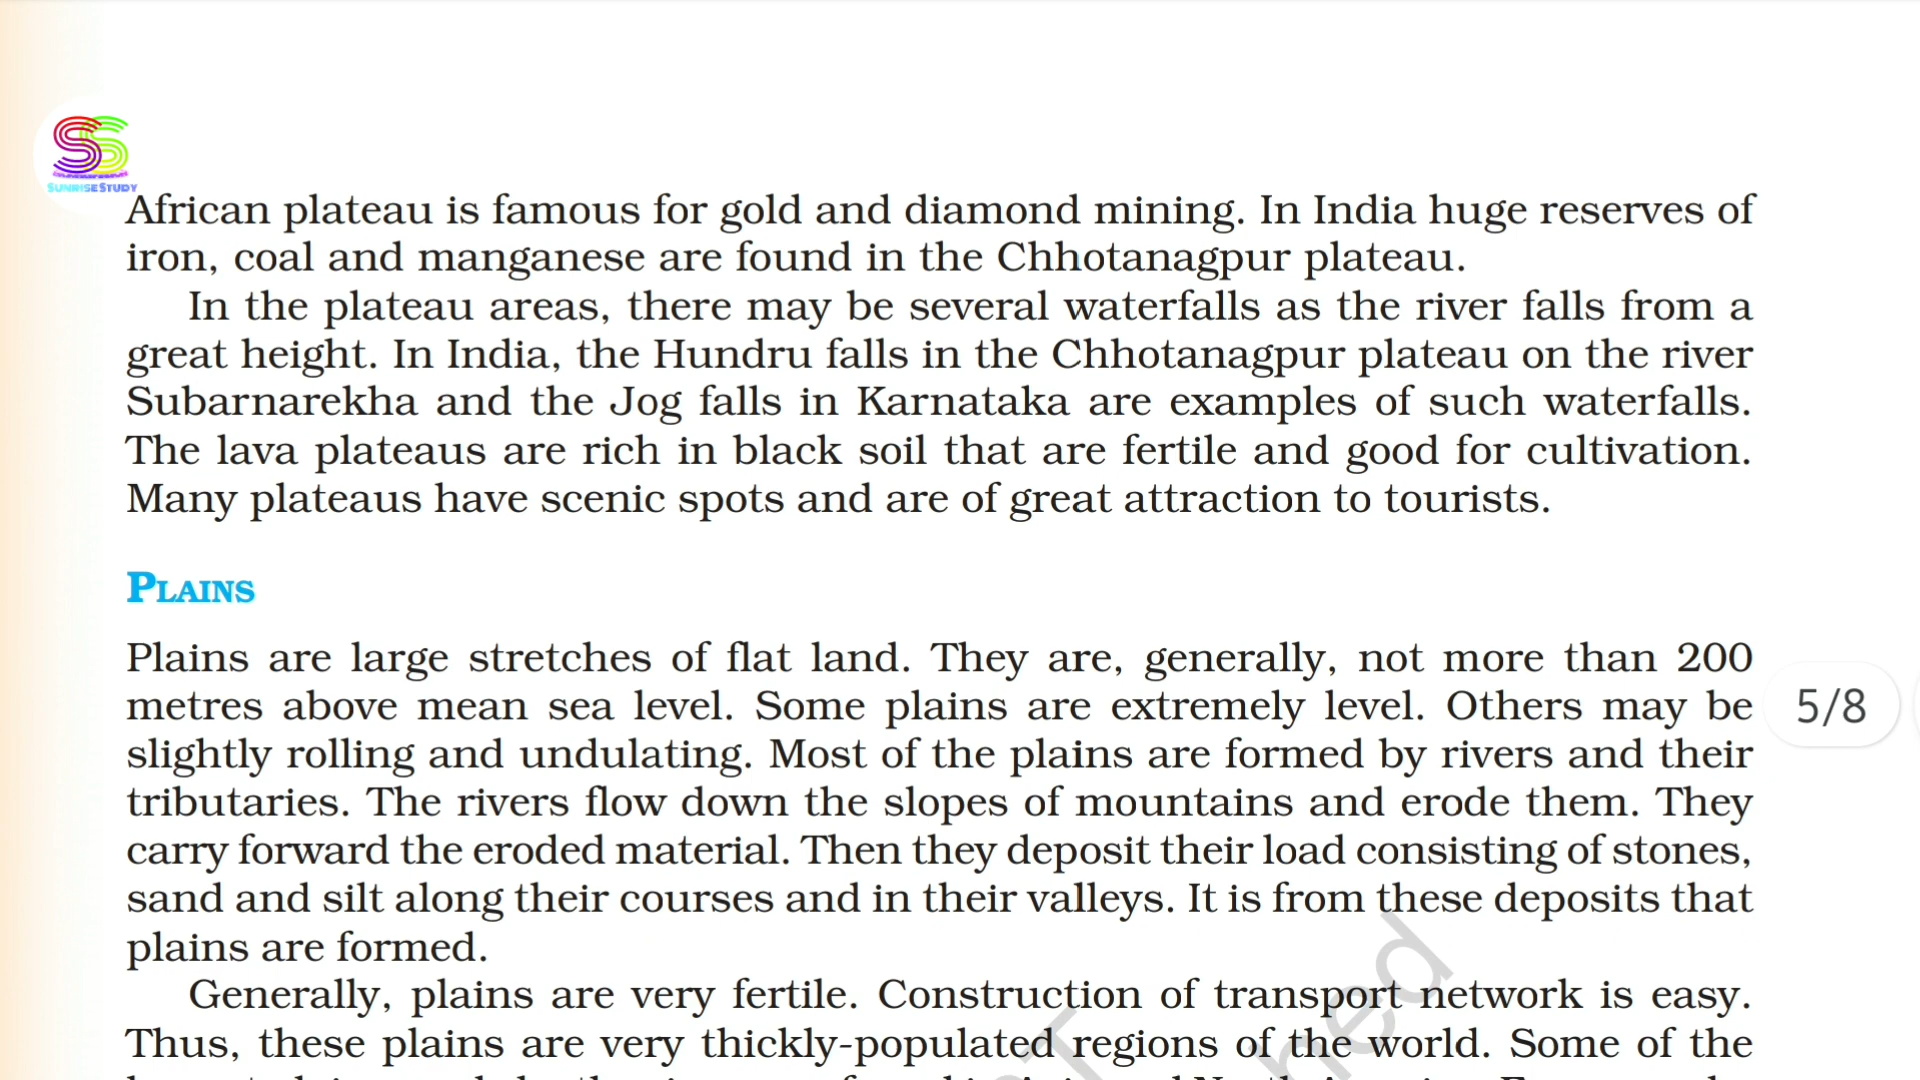 SUNRISE STUDY
African plateau is famous for gold and diamond mining. In India huge reserves of
iron, coal and manganese are found in the Chhotanagpur plateau.
In the plateau areas, there may be several waterfalls as the river falls from a
great height. In India, the Hundru falls in the Chhotanagpur plateau on the river
Subarnarekha and the Jog falls in Karnataka are examples of such waterfalls.
The lava plateaus are rich in black soil that are fertile and good for cultivation.
Many plateaus have scenic spots and are of great attraction to tourists.
PLAINS
Plains are large stretches of flat land. They are, generally, not more than 200
metres above mean sea level. Some plains are extremely level. Others may be
5/8
slightly rolling and undulating. Most of the plains are formed by rivers and their
tributaries. The rivers flow down the slopes of mountains and erode them. They
carry forward the eroded material. Then they deposit their load consisting of stones,
sand and silt along their courses and in their valleys. It is from these deposits that
plains are formed.
Generally, plains are very fertile. Construction of transport network is easy.
Thus, these plains are very thickly-populated regions of the world. Some of the